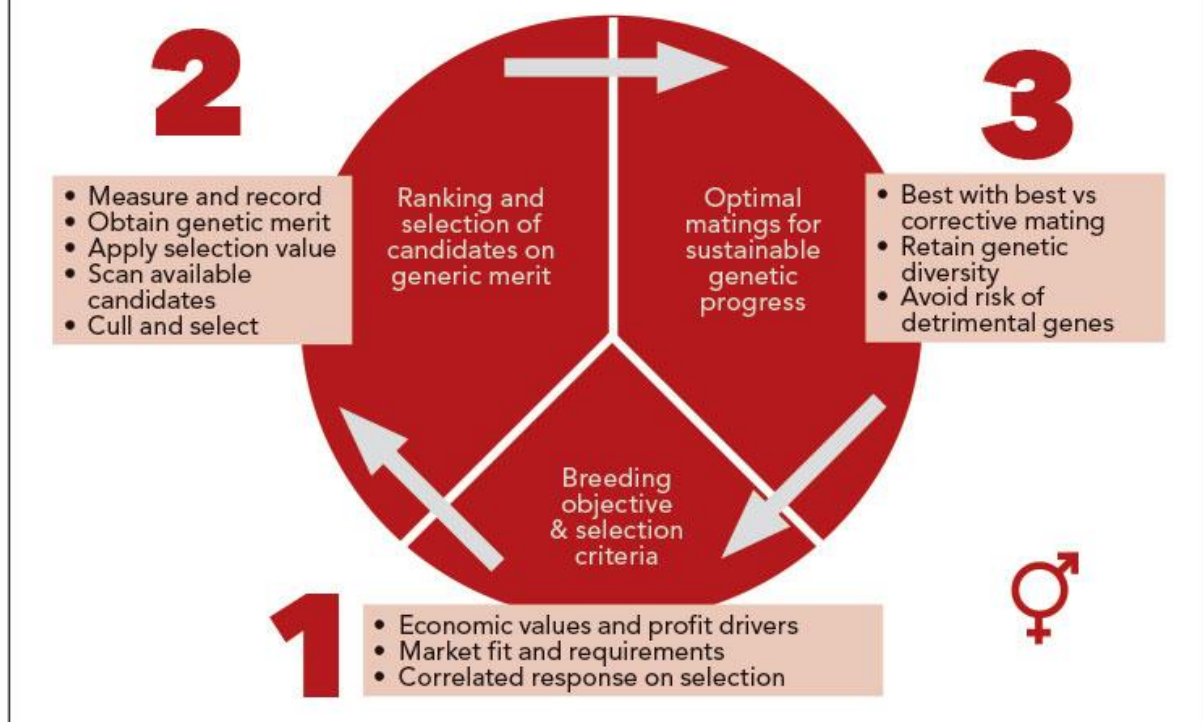 2
• Measure and record
• Obtain genetic merit
• Apply selection value
• Scan available
candidates
• Cull and select
Ranking and
selection of
candidates on
generic merit
Optimal
matings for
sustainable
genetic
progress
3
• Best with best vs
corrective mating
• Retain genetic
diversity
• Avoid risk of
detrimental genes
Breeding
objective
& selection
criteria
1
• Economic values and profit drivers
• Market fit and requirements
• Correlated response on selection